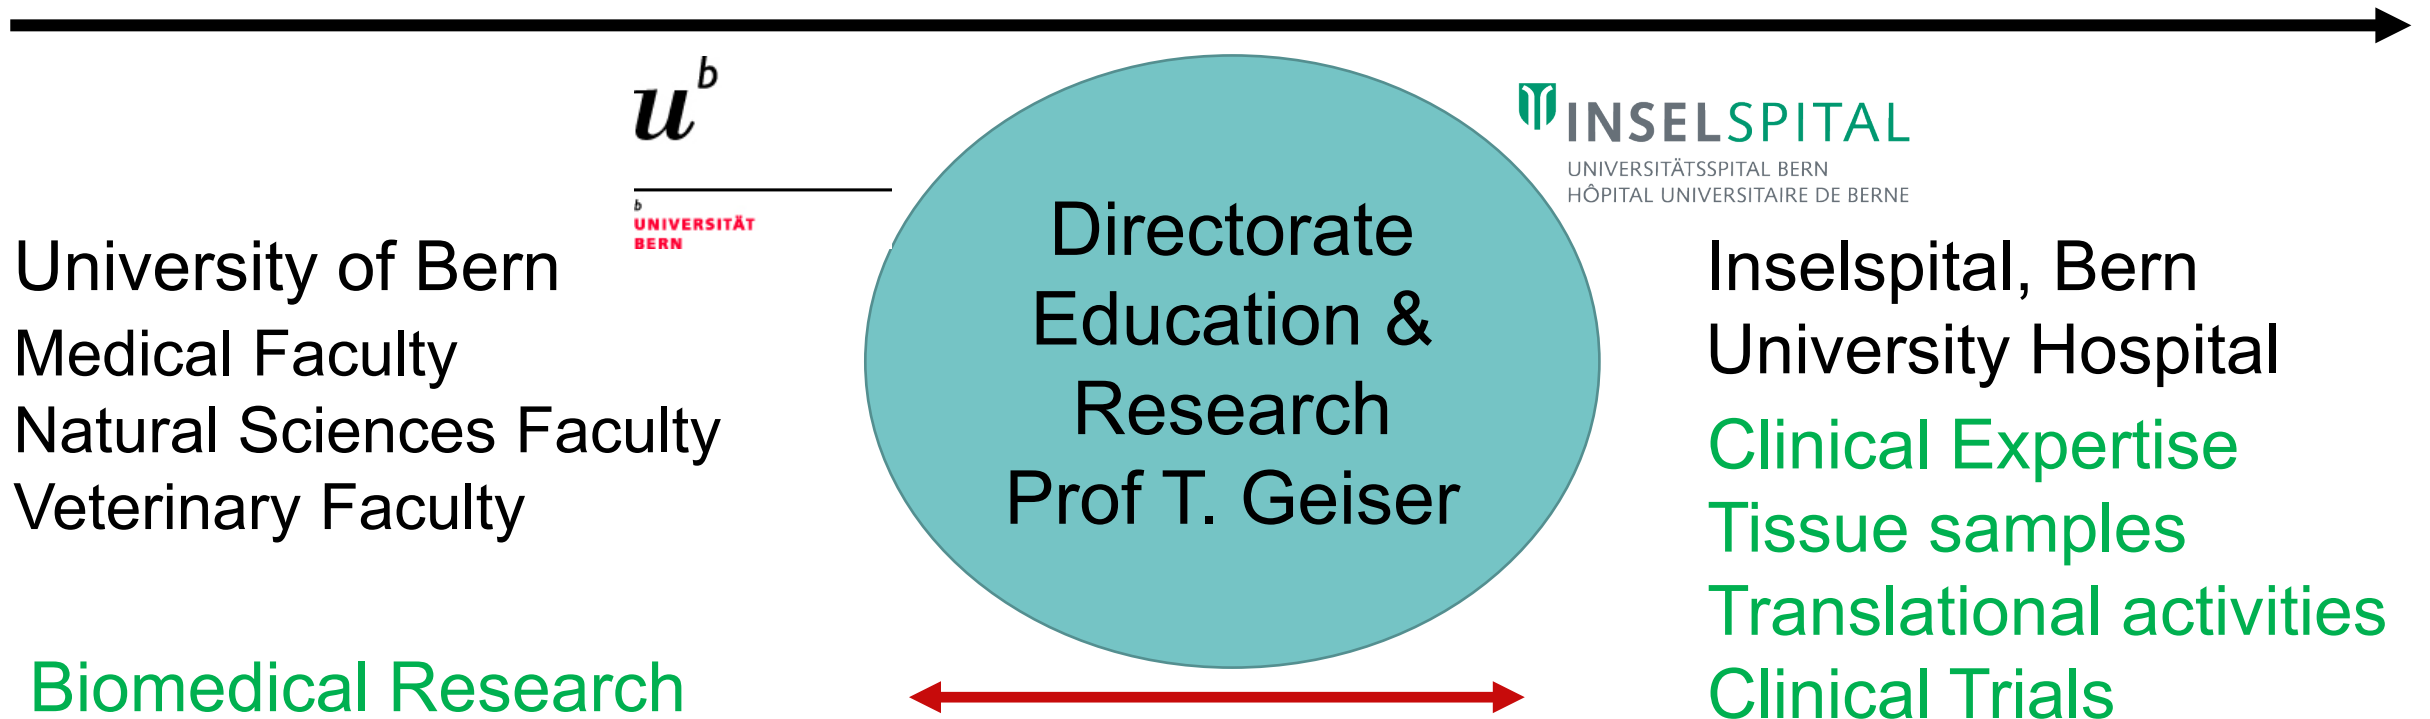 u b
b
UNIVERSITÄT
BERN
University of Bern
Medical Faculty
Natural Sciences Faculty
Veterinary Faculty
Biomedical Research
Directorate
Education &
Research
Prof T. Geiser
INSELSPITAL
UNIVERSITÄTSSPITAL BERN
HÔPITAL UNIVERSITAIRE DE BERNE
Inselspital, Bern
University Hospital
Clinical Expertise
Tissue samples
Translational activities
Clinical Trials